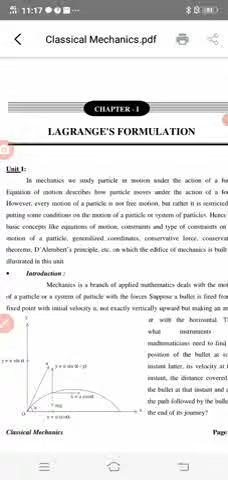 11:17
Classical Mechanics.pdf
CHAPTER - I
LAGRANGE'S FORMULATION
Unit 1:
In mechanics we study particle in motion under the action of a fo
Equation of motion describes how particle moves under the action of a fo
However, every motion of a particle is not free motion, but rather it is restricted
putting some conditions on the motion of a particle or system of particles. Hence
basic concepts like equations of motion, constraints and type of constraints on
motion of a particle, generalized coordinates, conservative force, conservat
theorems, D'Alembert's principle, etc. on which the edifice of mechanics is built
illustrated in this unit
• Introduction :
Mechanics is a branch of applied mathematics deals with the mot
of a particle or a system of particle with the forces Suppose a bullet is fired from
fixed point with initial velocity u, not exactly vertically upward but making an an
with the horizontal. T
what instruments
mathematicians need to find
position of the bullet at so
instant latter, its velocity at
instant, the distance covered
the bullet at that instant and
the path followed by the bulle
the end of its journey?
Classical Mechanics
Page